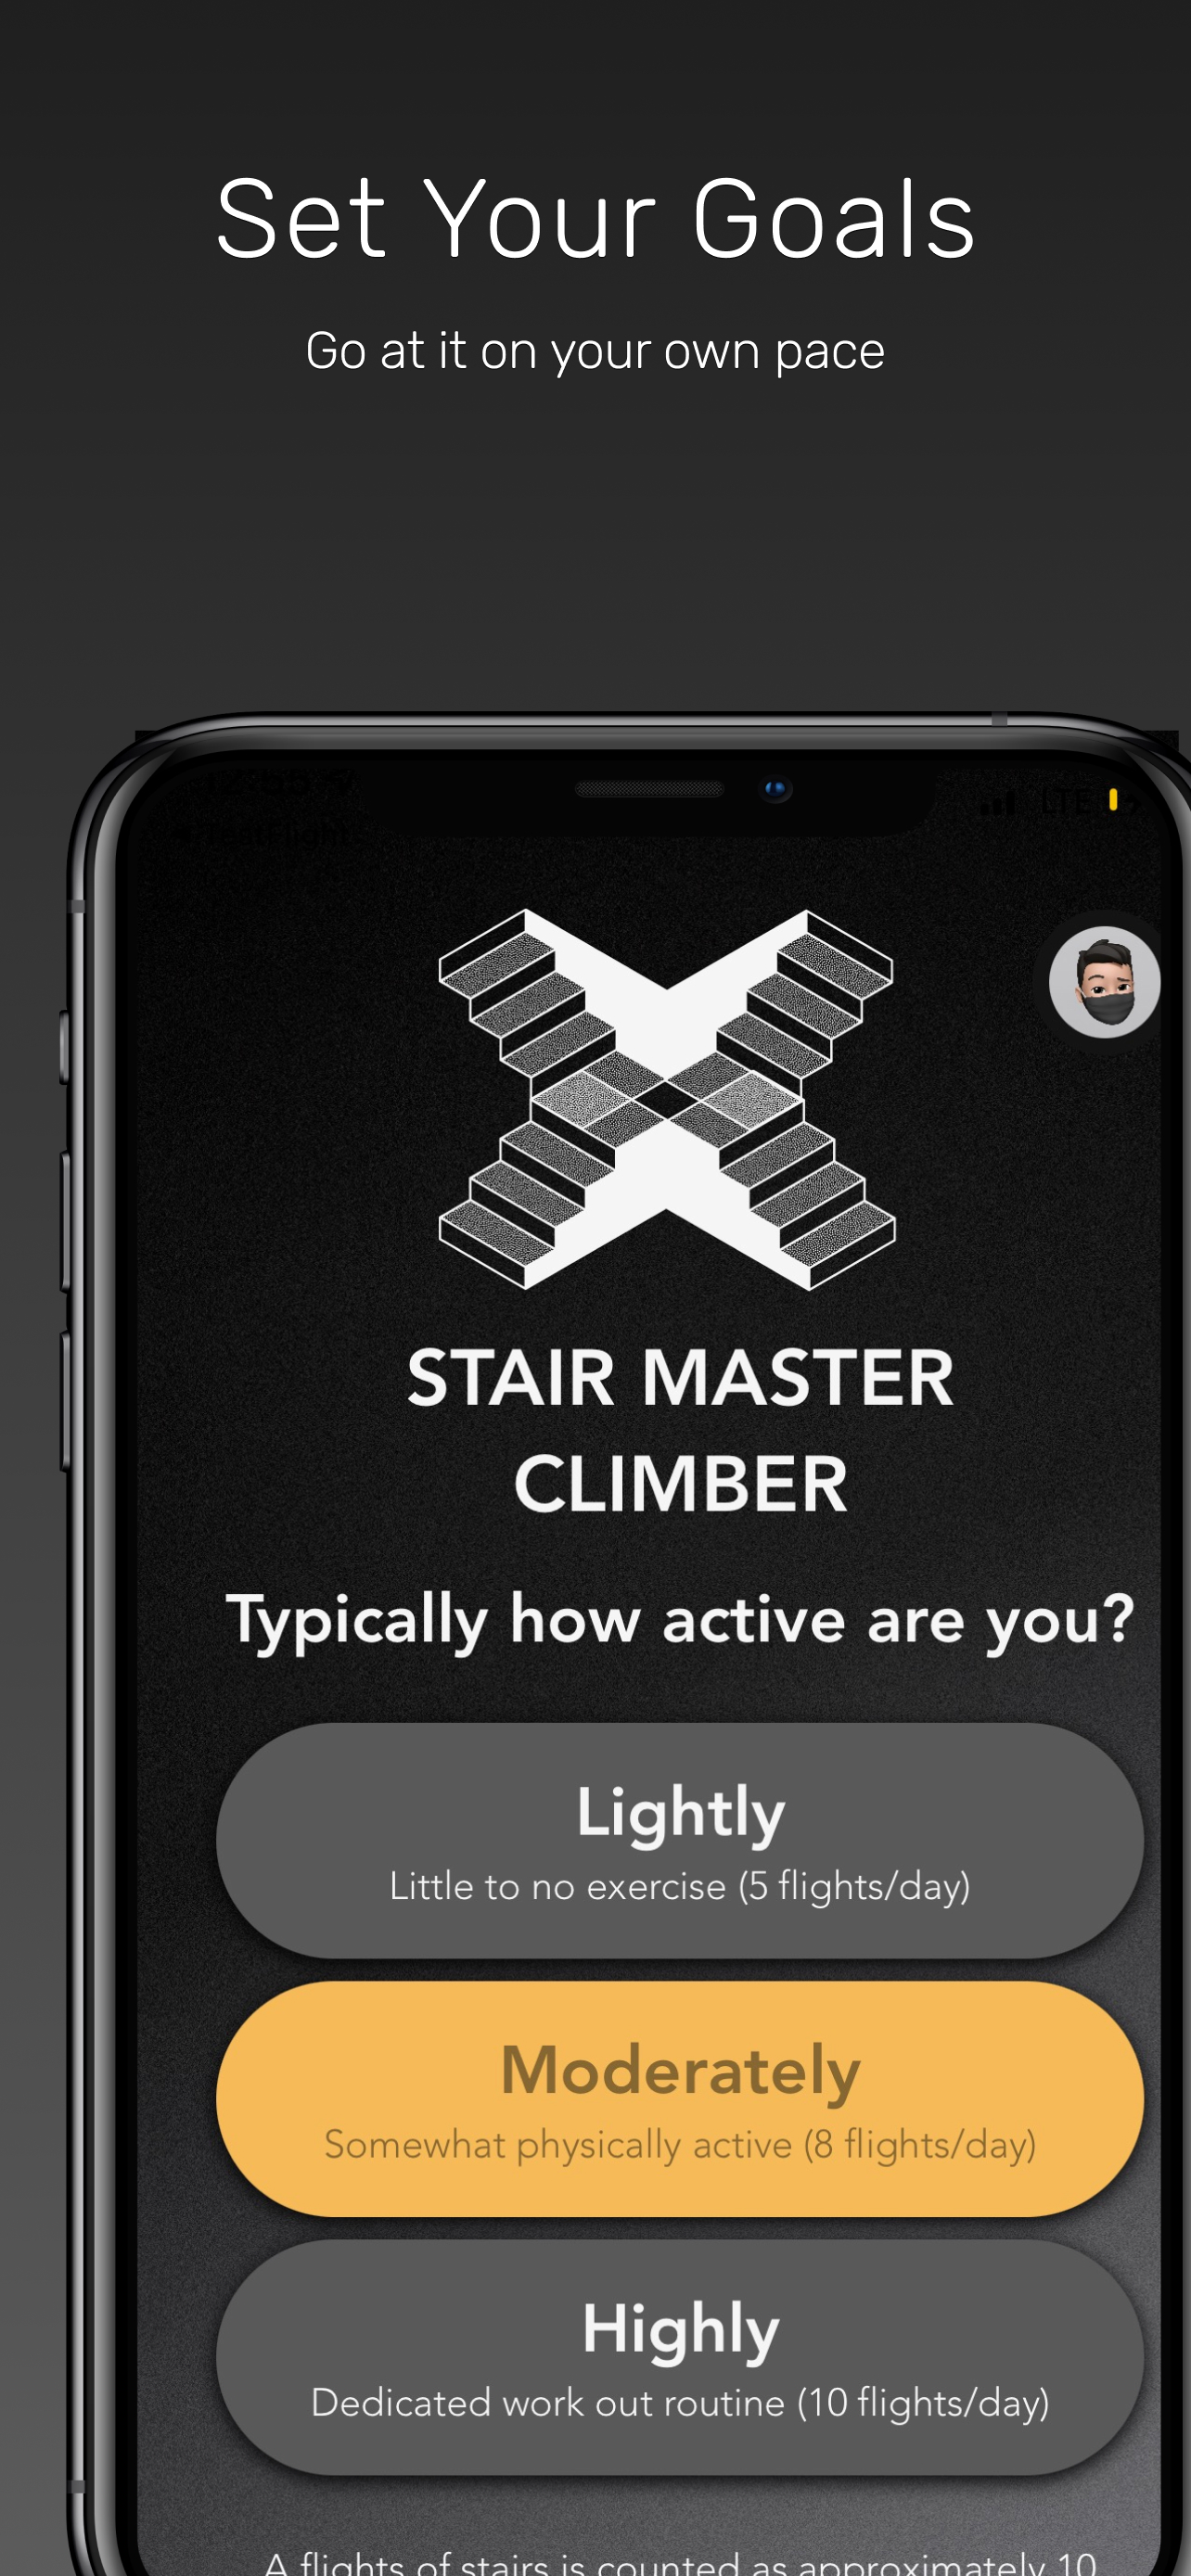 Set Your Goals
Go at it on your own pace
LTE
STAIR MASTER
CLIMBER
Typically how active are you?
Lightly
Little to no exercise (5 flights/day)
Moderately
Somewhat physically active (8 flights/day)
Highly
Dedicated work out routine (10 flights/day)
A flights of stairs is counted as approximately 10